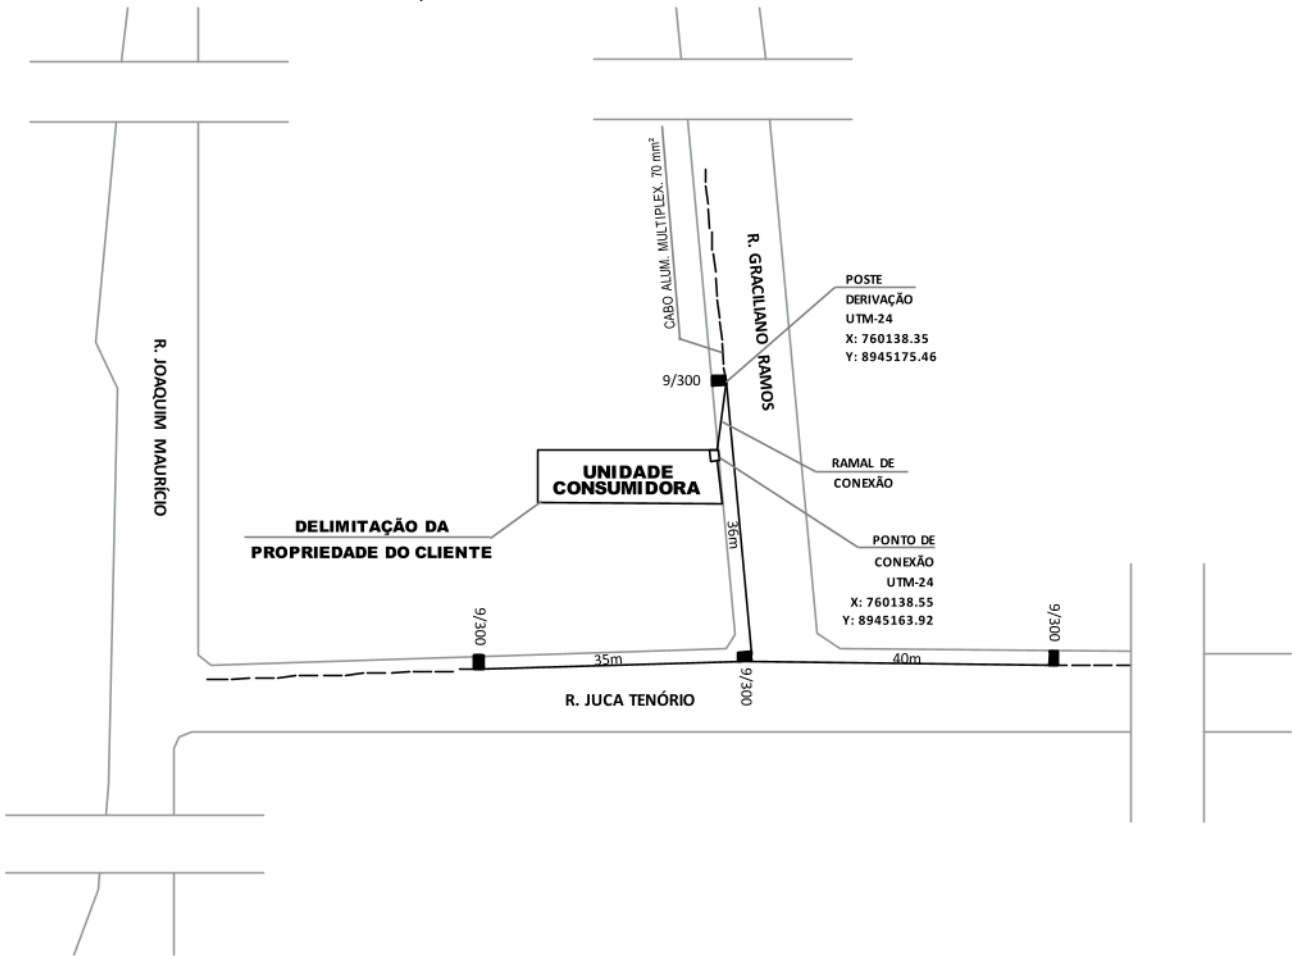 CABO ALUM. MULTIPLEX. 70 mm²
R. GRACILIANO RAMOS
POSTE
DERIVAÇÃO
UTM-24
X: 760138.35
Y: 8945175.46
R. JOAQUIM MAURÍCIO
9/300
RAMAL DE
CONEXÃO
UNIDADE
CONSUMIDORA
DELIMITAÇÃO DA
PROPRIEDADE DO CLIENTE
36m
PONTO DE
CONEXÃO
UTM-24
X: 760138.55
Y: 8945163.92
9/300
35m
9/300
40m
9/300
R. JUCA TENÓRIO